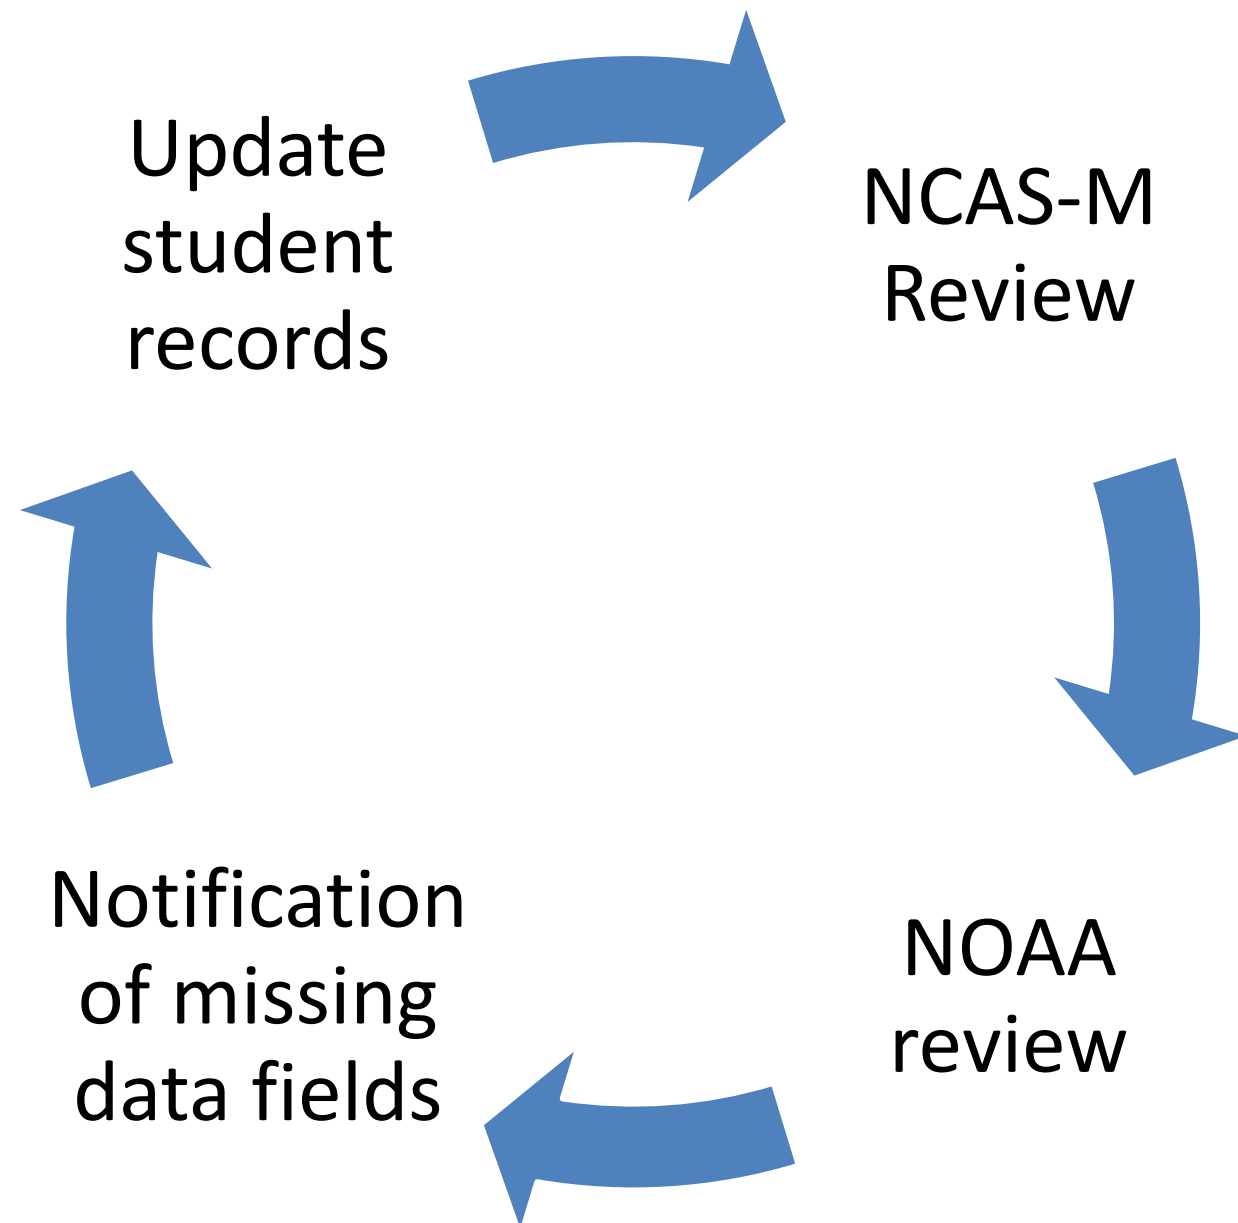 Update
student
records
NCAS-M
Review
NOAA
review
Notification
of missing
data fields